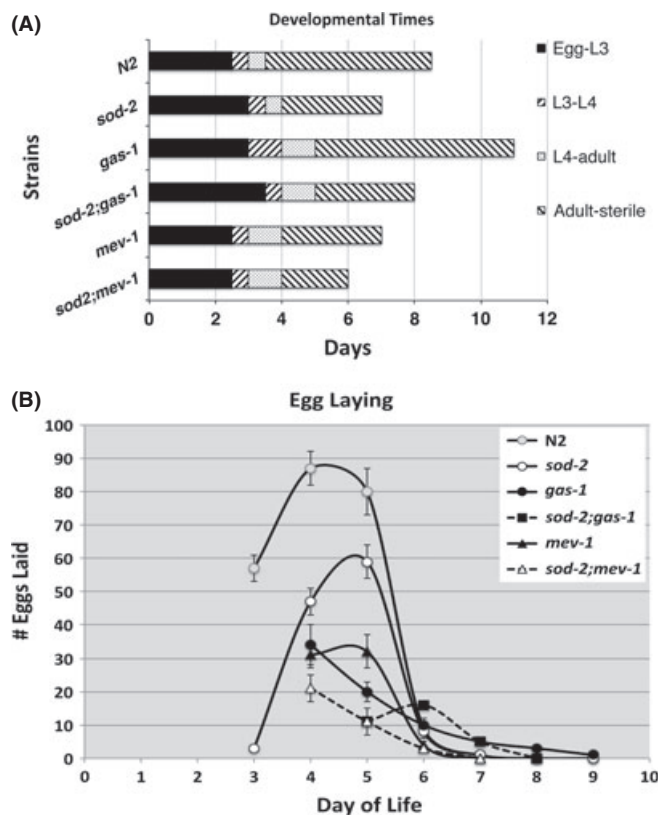 (A)
Developmental Times
N2
sod-2
gas-1
sod-2;gas-1
mev-1
sod2;mev-1
Strains
Egg-L3
L3-L4
L4-adult
Adult-sterile
0 2 4 6 8 10 12
Days
(B)
Egg Laying
100
90
80
70
60
50
40
30
20
10
0
# Eggs Laid
N2
sod-2
gas-1
sod-2;gas-1
mev-1
sod-2;mev-1
0 1 2 3 4 5 6 7 8 9 10
Day of Life